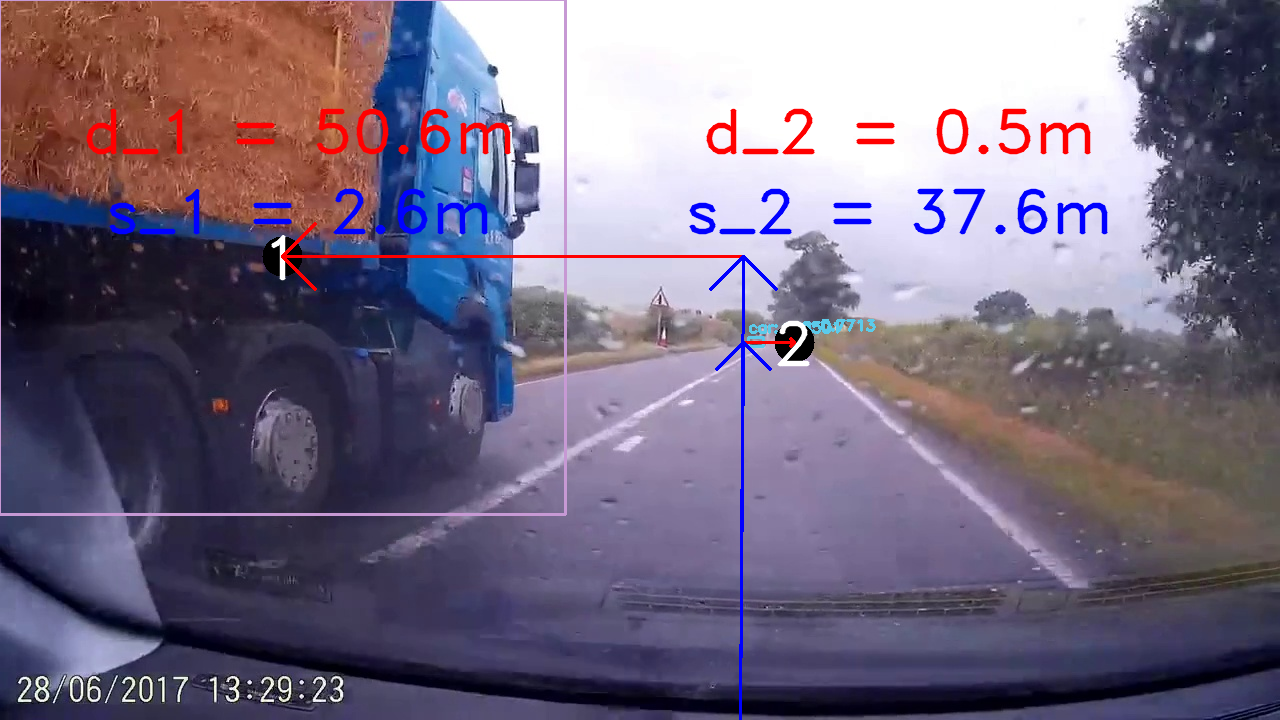 d_1 = 50.6m
s_1 = 2.6m
1
d_2 = 0.5m
s_2 = 37.6m
2
28/06/2017 13:29:23